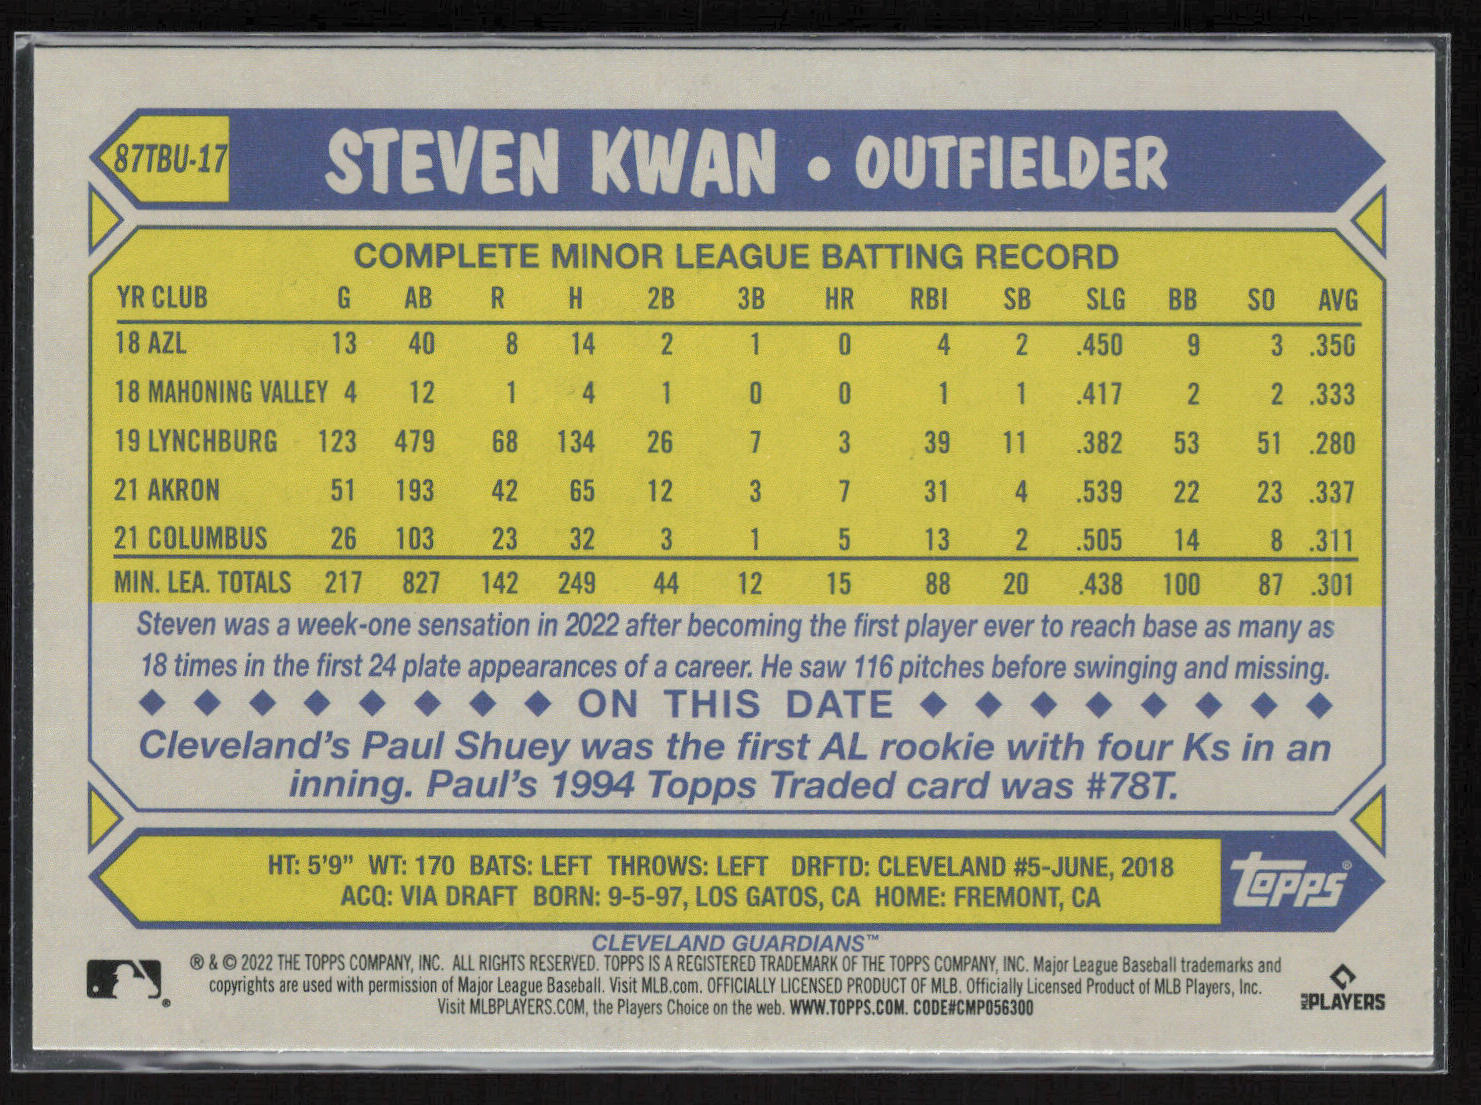 87TBU-17
STEVEN KWAN • OUTFIELDER
COMPLETE MINOR LEAGUE BATTING RECORD
YR CLUB G AB R H 2B 3B HR RBI SB SLG BB SO AVG
18 AZL 13 40 8 14 2 1 0 4 2 .450 9 3 .350
18 MAHONING VALLEY 4 12 1 4 1 0 0 1 1 .417 2 2 .333
19 LYNCHBURG 123 479 68 134 26 7 3 39 11 .382 53 51 .280
21 AKRON 51 193 42 65 12 3 7 31 4 .539 22 23 .337
21 COLUMBUS 26 103 23 32 3 1 5 13 2 .505 14 8 .311
MIN. LEA. TOTALS 217 827 142 249 44 12 15 88 20 .438 100 87 .301
Steven was a week-one sensation in 2022 after becoming the first player ever to reach base as many as
18 times in the first 24 plate appearances of a career. He saw 116 pitches before swinging and missing.
ON THIS DATE
Cleveland's Paul Shuey was the first AL rookie with four Ks in an
inning. Paul's 1994 Topps Traded card was #78T.
HT: 5'9" WT: 170 BATS: LEFT THROWS: LEFT DRFTD: CLEVELAND #5-JUNE, 2018
ACQ: VIA DRAFT BORN: 9-5-97, LOS GATOS, CA HOME: FREMONT, CA
topps®
CLEVELAND GUARDIANS™
® & © 2022 THE TOPPS COMPANY, INC. ALL RIGHTS RESERVED. TOPPS IS A REGISTERED TRADEMARK OF THE TOPPS COMPANY, INC. Major League Baseball trademarks and
copyrights are used with permission of Major League Baseball. Visit MLB.com. OFFICIALLY LICENSED PRODUCT OF MLB. Officially Licensed Product of MLB Players, Inc.
Visit MLBPLAYERS.COM, the Players Choice on the web. WWW.TOPPS.COM. CODE#CMP056300
MLB PLAYERS